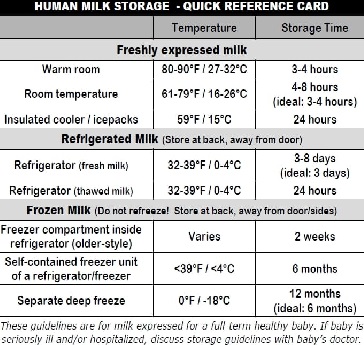 HUMAN MILK STORAGE - QUICK REFERENCE CARD
Temperature Storage Time
Freshly expressed milk
Warm room 80-90°F / 27-32°C 3-4 hours
Room temperature 61-79°F / 16-26°C 4-8 hours
(ideal: 3-4 hours)
Insulated cooler / icepacks 59°F / 15°C 24 hours
Refrigerated Milk (Store at back, away from door)
Refrigerator (fresh milk) 32-39°F / 0-4°C 3-8 days
(ideal: 3 days)
Refrigerator (thawed milk) 32-39°F / 0-4°C 24 hours
Frozen Milk (Do not refreeze! Store at back, away from door/sides)
Freezer compartment inside
refrigerator (older-style) Varies 2 weeks
Self-contained freezer unit
of a refrigerator/freezer <39°F / <4°C 6 months
Separate deep freeze 0°F / -18°C 12 months
(ideal: 6 months)
These guidelines are for milk expressed for a full term healthy baby. If baby is
seriously ill and/or hospitalized, discuss storage guidelines with baby's doctor.